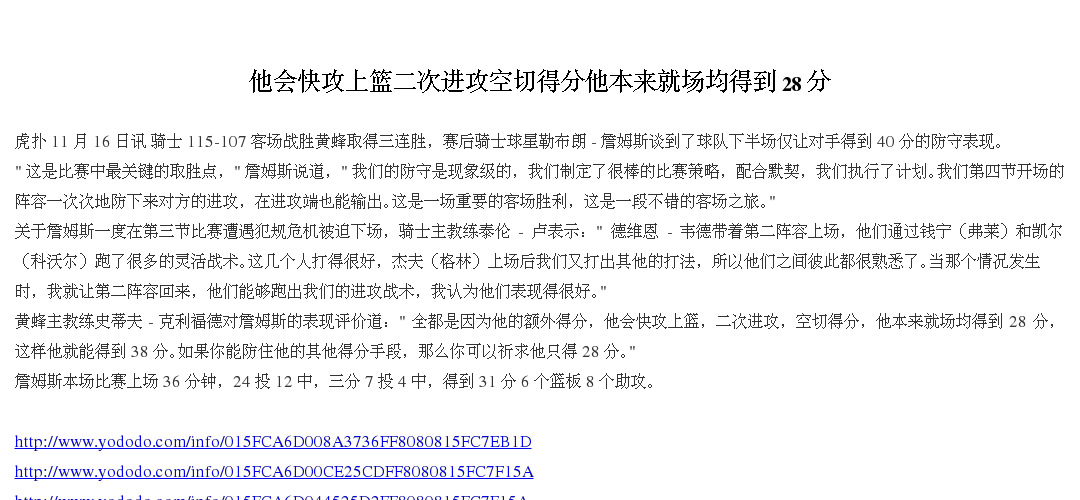 他会快攻上篮二次进攻空切得分他本来就场均得到 28 分
虎扑 11 月 16 日讯 骑士 115-107 客场战胜黄蜂取得三连胜，赛后骑士球星勒布朗 - 詹姆斯谈到了球队下半场仅让对手得到 40 分的防守表现。
" 这是比赛中最关键的取胜点，" 詹姆斯说道，" 我们的防守是现象级的，我们制定了很棒的比赛策略，配合默契，我们执行了计划。我们第四节开场的
阵容一次次地防下来对方的进攻，在进攻端也能输出。这是一场重要的客场胜利，这是一段不错的客场之旅。"
关于詹姆斯一度在第三节比赛遭遇犯规危机被迫下场，骑士主教练泰伦 - 卢表示：" 德维恩 - 韦德带着第二阵容上场，他们通过钱宁（弗莱）和凯尔
（科沃尔）跑了很多的灵活战术。这几个人打得很好，杰夫（格林）上场后我们又打出其他的打法，所以他们之间彼此都很熟悉了。当那个情况发生
时，我就让第二阵容回来，他们能够跑出我们的进攻战术，我认为他们表现得很好。"
黄蜂主教练史蒂夫 - 克利福德对詹姆斯的表现评价道：" 全都是因为他的额外得分，他会快攻上篮，二次进攻，空切得分，他本来就场均得到 28 分，
这样他就能得到 38 分。如果你能防住他的其他得分手段，那么你可以祈求他只得 28 分。"
詹姆斯本场比赛上场 36 分钟，24 投 12 中，三分 7 投 4 中，得到 31 分 6 个篮板 8 个助攻。
http://www.yododo.com/info/015FCA6D008A3736FF8080815FC7EB1D
http://www.yododo.com/info/015FCA6D00CE25CDFF8080815FC7F15A